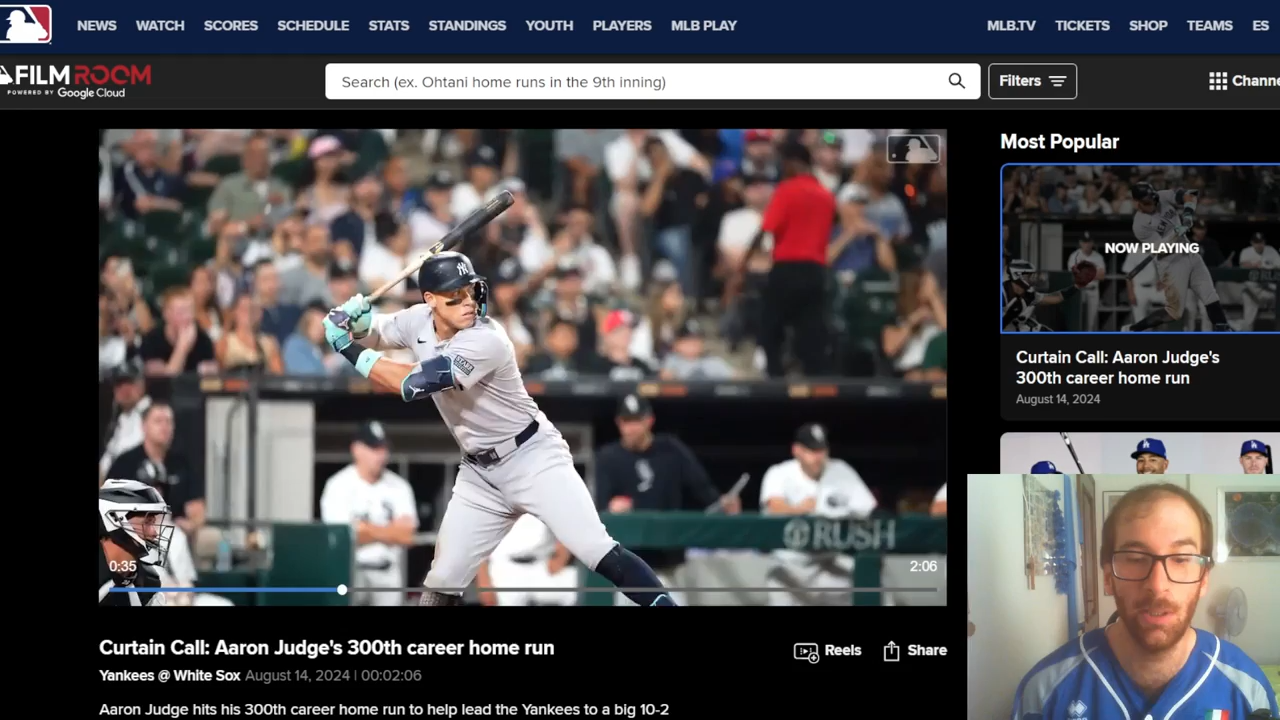 NEWS WATCH SCORES SCHEDULE STATS STANDINGS YOUTH PLAYERS MLB PLAY MLB.TV TICKETS SHOP TEAMS ES
FILM ROOM
POWERED BY Google Cloud
Search (ex. Ohtani home runs in the 9th inning)
Filters
Channe
Most Popular
NOW PLAYING
Curtain Call: Aaron Judge's
300th career home run
August 14, 2024
RUSH
0:35
2:06
Curtain Call: Aaron Judge's 300th career home run
Reels Share
Yankees @ White Sox August 14, 2024 | 00:02:06
Aaron Judge hits his 300th career home run to help lead the Yankees to a big 10-2